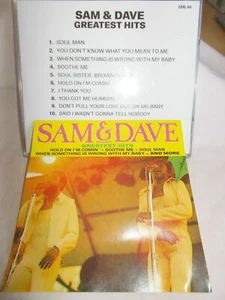 EML 64
SAM & DAVE
GREATEST HITS
1. SOUL MAN
2. YOU DON'T KNOW WHAT YOU MEAN TO ME
3. WHEN SOMETHING IS WRONG WITH MY BABY
4. SOOTHE ME
5. SOUL SISTER, BROWN
6. HOLD ON I'M COMIN'
7. I THANK YOU
8. YOU GOT ME HUMMIN'
9. DON'T PULL YOUR LOVE OUT ON ME BABY
10. SAID I WASN'T GONNA TELL NOBODY
SAM & DAVE
GREATEST HITS
HOLD ON I'M COMIN' • SOOTHE ME • SOUL MAN
WHEN SOMETHING IS WRONG WITH MY BABY • AND MORE